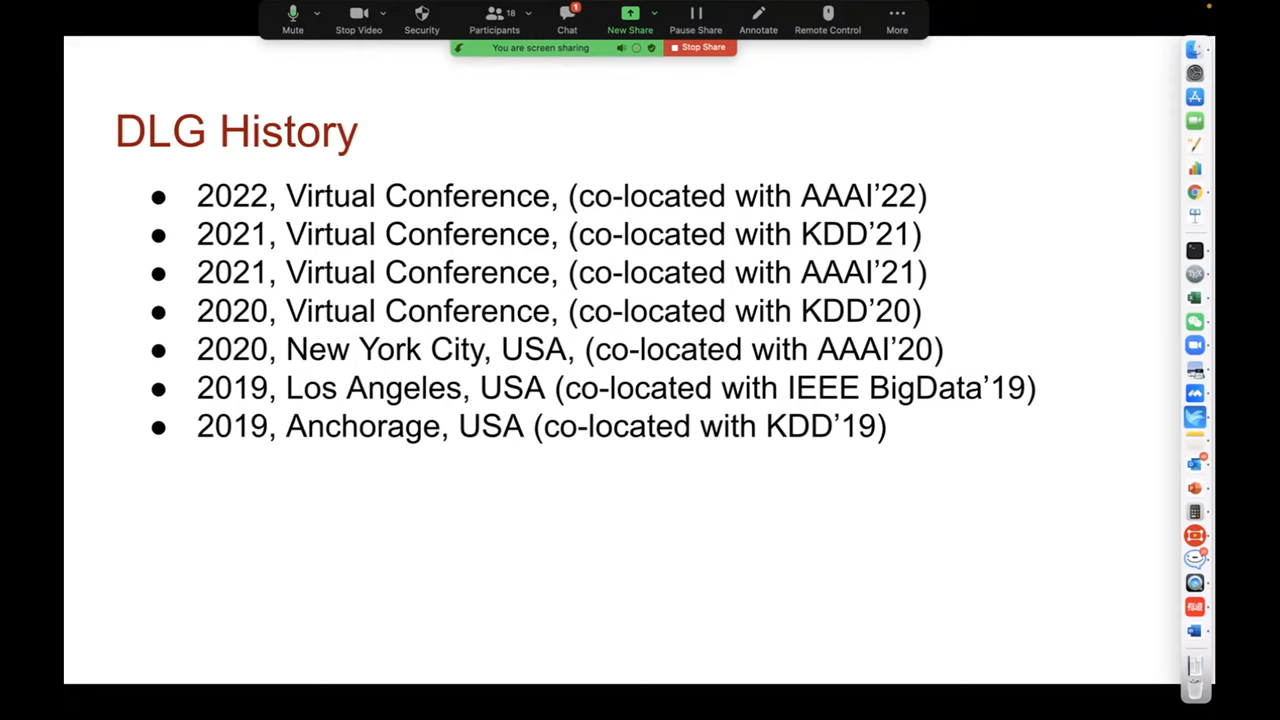 18
1
Mute
Stop Video
Security
Participants
Chat
New Share
Pause Share
Annotate
Remote Control
More
You are screen sharing
Stop Share
DLG History
● 2022, Virtual Conference, (co-located with AAAI’22)
● 2021, Virtual Conference, (co-located with KDD’21)
● 2021, Virtual Conference, (co-located with AAAI’21)
● 2020, Virtual Conference, (co-located with KDD’20)
● 2020, New York City, USA, (co-located with AAAI’20)
● 2019, Los Angeles, USA (co-located with IEEE BigData’19)
● 2019, Anchorage, USA (co-located with KDD’19)